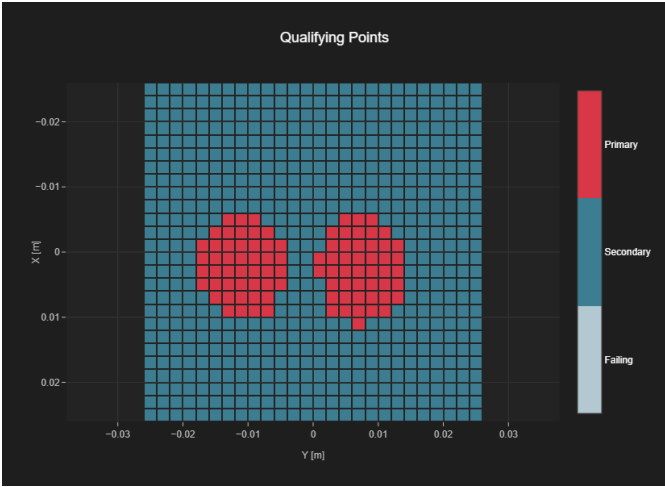 Qualifying Points
−0.02
−0.01
0
0.01
0.02
X [m]
−0.03
−0.02
−0.01
0
0.01
0.02
0.03
Y [m]
Primary
Secondary
Failing